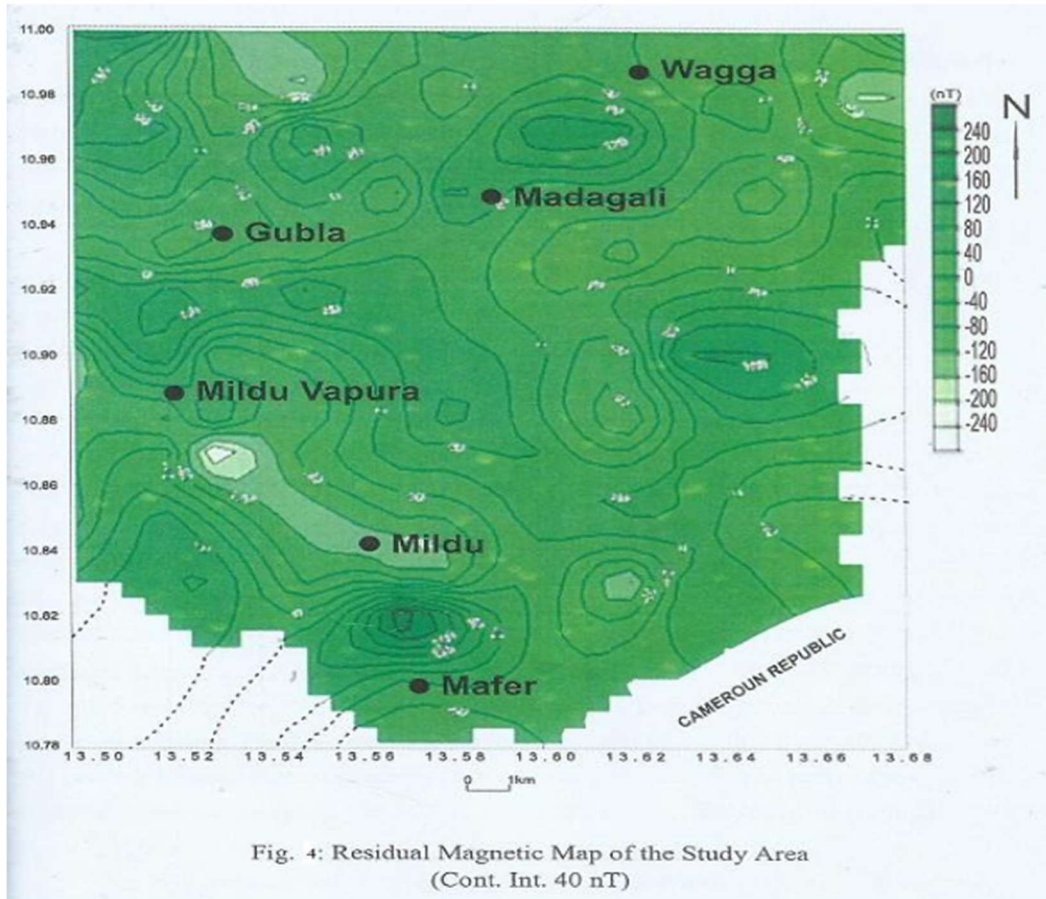 11.00
10.98
10.96
10.94
10.92
10.90
10.88
10.86
10.84
10.82
10.80
10.78
Wagga
Madagali
Gubla
Mildu Vapura
Mildu
Mafer
CAMEROUN REPUBLIC
(nT)
240
200
160
120
80
40
0
-40
-80
-120
-160
-200
-240
N
13.50 13.52 13.54 13.56 13.58 13.60 13.62 13.64 13.66 13.68
0 1km
Fig. 4: Residual Magnetic Map of the Study Area
(Cont. Int. 40 nT)